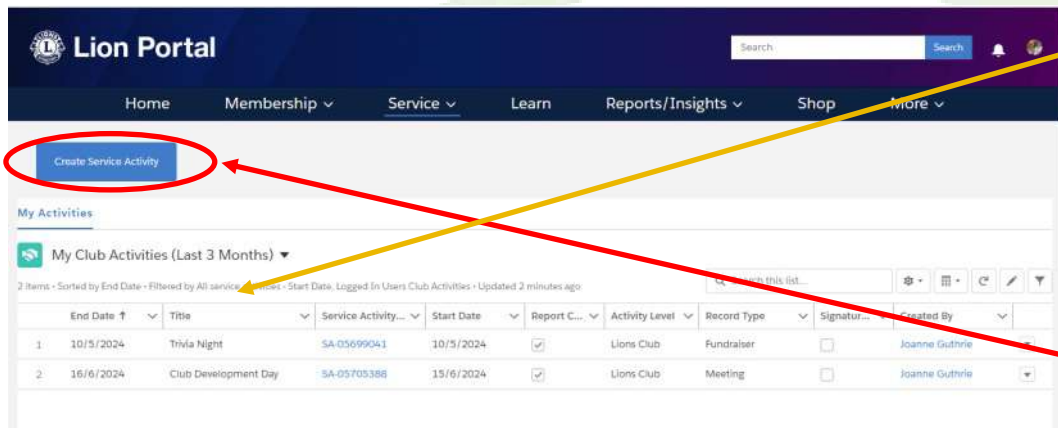 Lion Portal
Search
Search
Home Membership Service Learn Reports/Insights Shop More
Create Service Activity
My Activities
My Club Activities (Last 3 Months)
2 items • Sorted by End Date • Filtered by All service • Start Date, Logged In Users Club Activities • Updated 2 minutes ago
Search this list...
End Date Title Service Activity... Start Date Report C... Activity Level Record Type Signatur... Created By
1 10/5/2024 Trivia Night SA-05699041 10/5/2024 Lions Club Fundraiser Joanne Guthrie
2 16/6/2024 Club Development Day SA-05705388 15/6/2024 Lions Club Meeting Joanne Guthrie